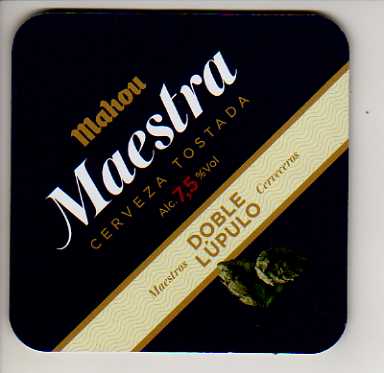 Mahou
Maestra
CERVEZA TOSTADA
Alc. 7,5 %Vol
Maestros DOBLE LÚPULO Cerveceros